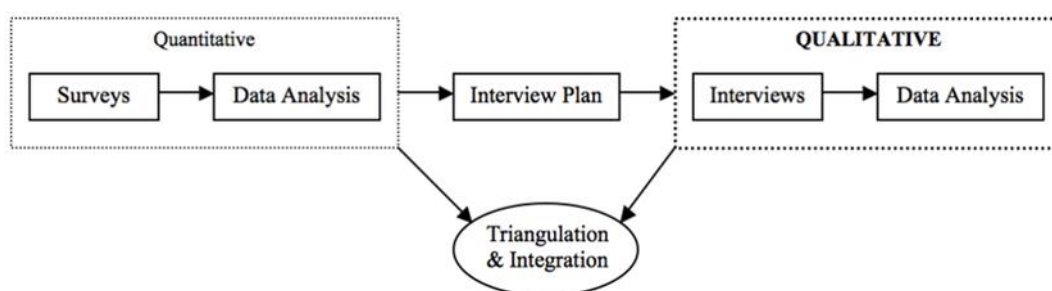 Quantitative
QUALITATIVE
Surveys
Data Analysis
Interview Plan
Interviews
Data Analysis
Triangulation
& Integration